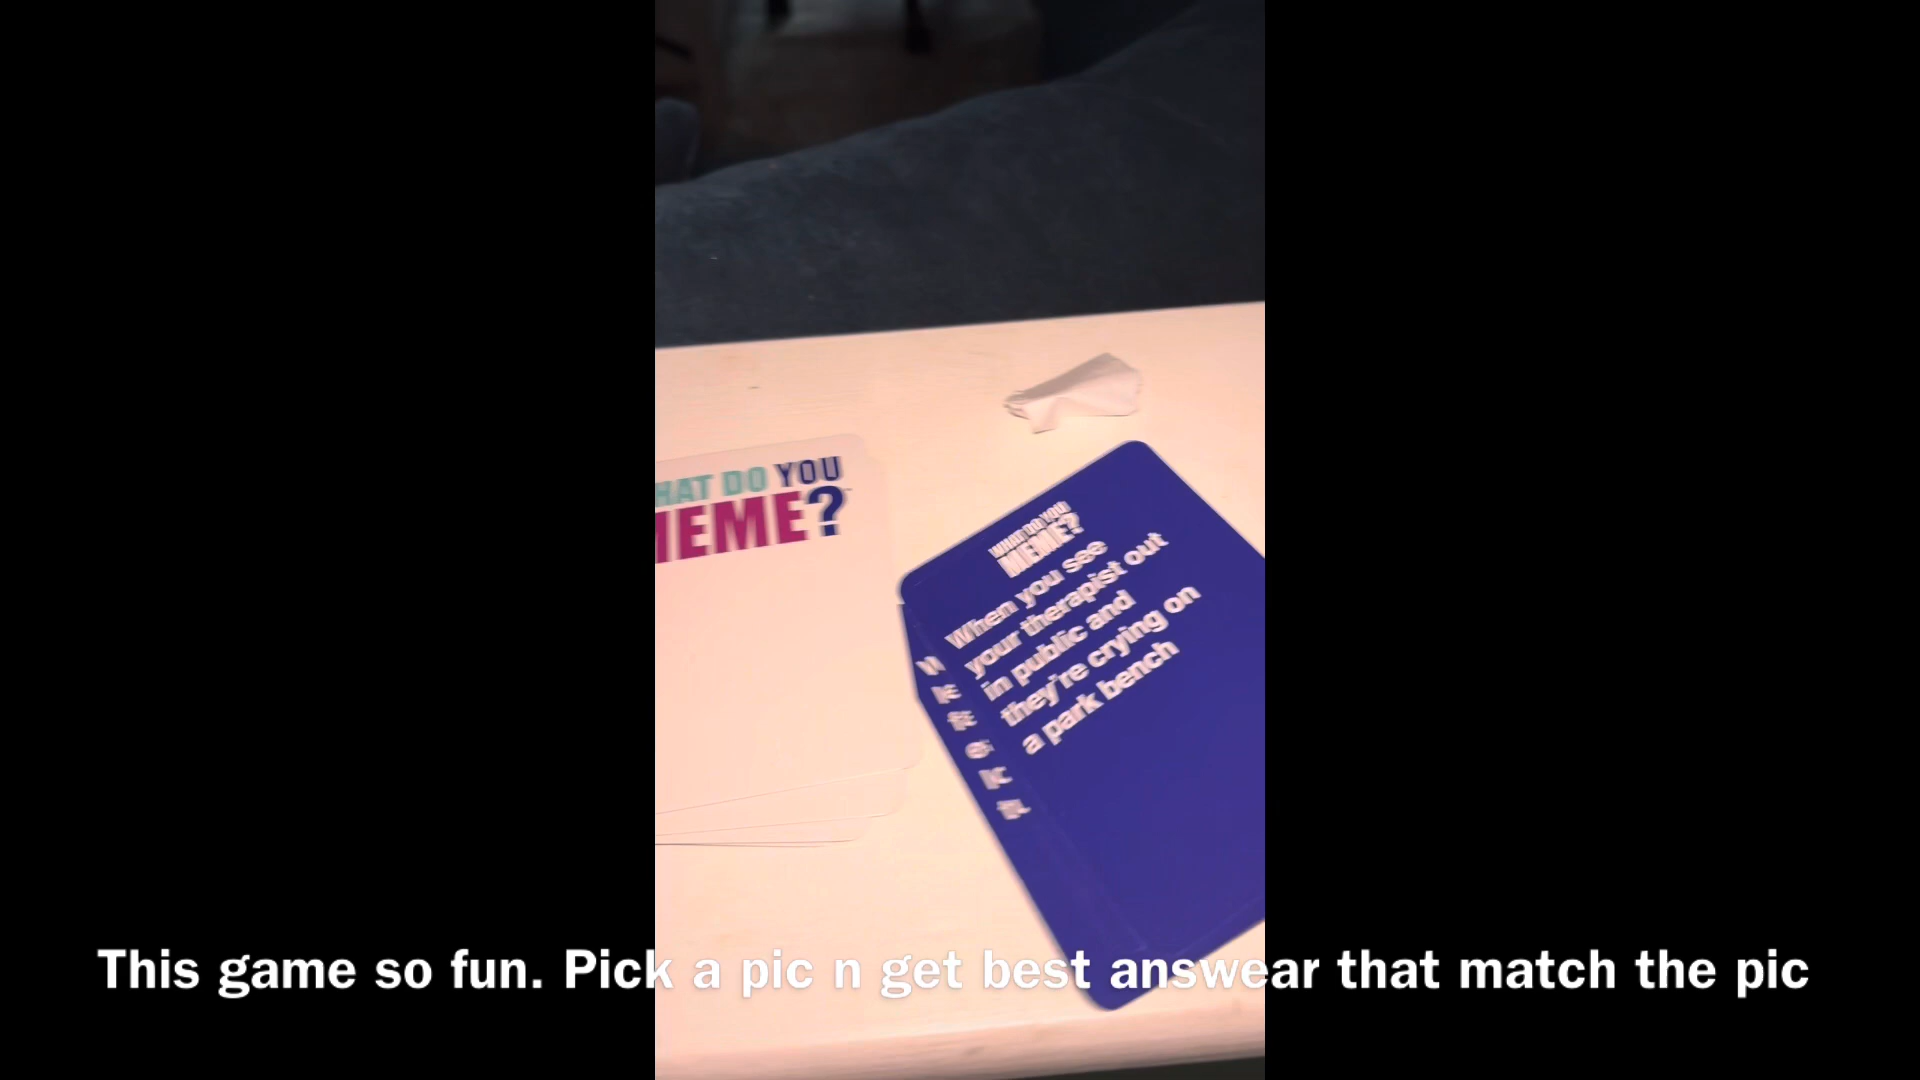 HAT DO YOU
MEME?
WHAT DO YOU
MEME?
When you see
your therapist out
in public and
they're crying on
a park bench
This game so fun. Pick a pic n get best answear that match the pic